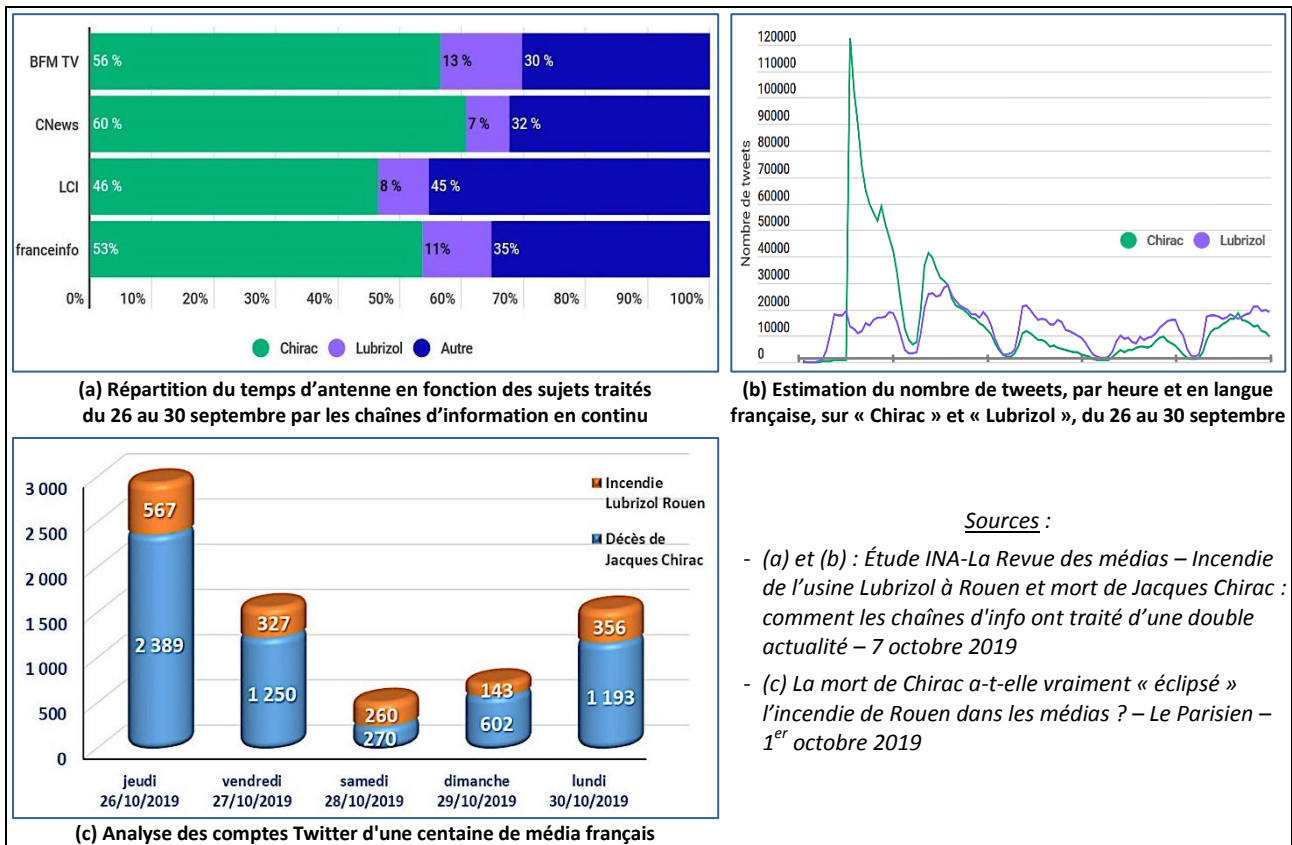 BFM TV
56 %
13 %
30 %
CNews
60 %
7 %
32 %
LCI
46 %
8 %
45 %
franceinfo
53%
11%
35%
0%
10%
20%
30%
40%
50%
60%
70%
80%
90%
100%
Chirac
Lubrizol
Autre
(a) Répartition du temps d'antenne en fonction des sujets traités
du 26 au 30 septembre par les chaînes d'information en continu
120000
110000
100000
90000
80000
70000
60000
50000
40000
30000
20000
10000
0
Nombre de tweets
Chirac
Lubrizol
(b) Estimation du nombre de tweets, par heure et en langue
française, sur « Chirac » et « Lubrizol », du 26 au 30 septembre
3 000
2 500
2 000
1 500
1 000
500
0
567
2 389
327
1 250
260
270
143
602
356
1 193
Incendie
Lubrizol Rouen
Décès de
Jacques Chirac
jeudi
26/10/2019
vendredi
27/10/2019
samedi
28/10/2019
dimanche
29/10/2019
lundi
30/10/2019
(c) Analyse des comptes Twitter d'une centaine de média français
Sources :
- (a) et (b) : Étude INA-La Revue des médias – Incendie
de l'usine Lubrizol à Rouen et mort de Jacques Chirac :
comment les chaînes d'info ont traité d'une double
actualité – 7 octobre 2019
- (c) La mort de Chirac a-t-elle vraiment « éclipsé »
l'incendie de Rouen dans les médias ? – Le Parisien –
1er octobre 2019